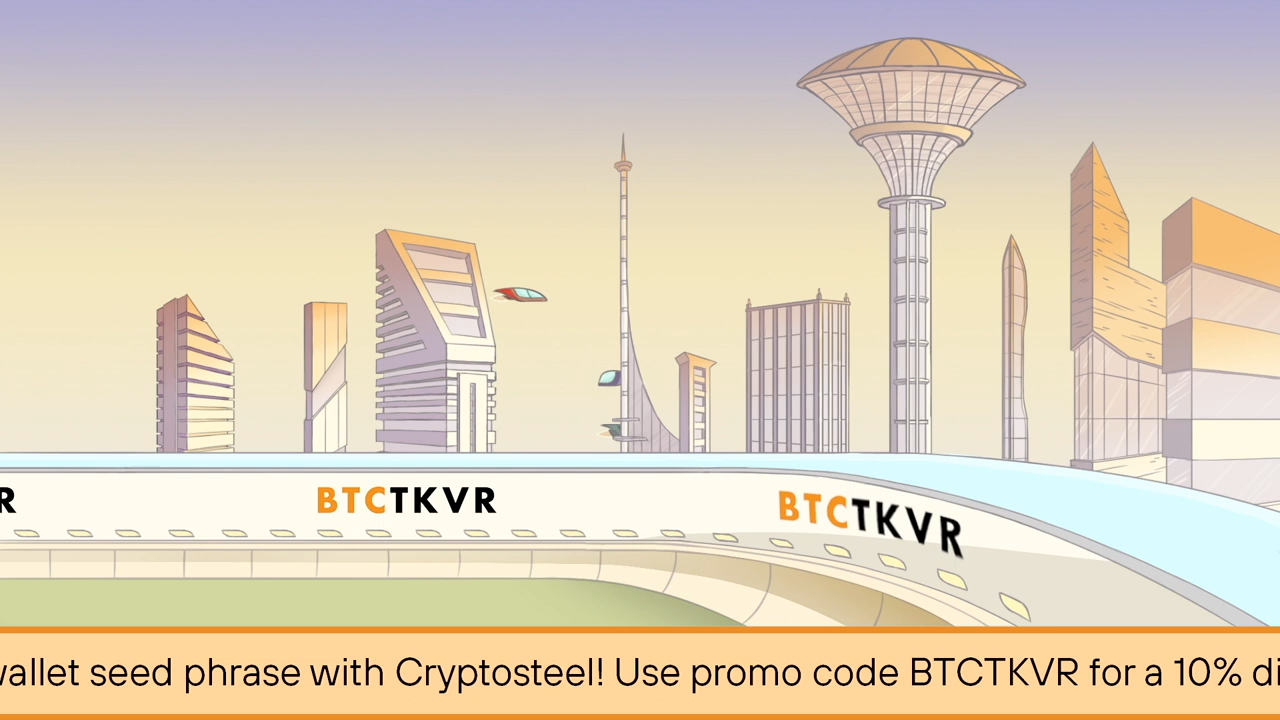 R
BTCTKVR
BTCTKVR
wallet seed phrase with Cryptosteel! Use promo code BTCTKVR for a 10% di